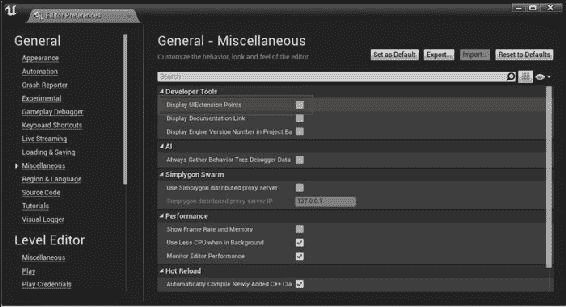 Editor Preferences
General
Appearance
Automation
Crash Reporter
Experimental
Gameplay Debugger
Keyboard Shortcuts
Live Streaming
Loading & Saving
Miscellaneous
Region & Language
Source Code
Tutorials
Visual Logger
Level Editor
Miscellaneous
Play
Play Credentials
General - Miscellaneous
Customize the behavior, look and feel of the editor.
Set as Default
Export...
Import...
Reset to Defaults
Search
Developer Tools
Display UIExtension Points
Display Documentation Link
Display Engine Version Number in Project Ba
AI
Always Gather Behavior Tree Debugger Data
Simplygon Swarm
Use Simplygon distributed proxy server
Simplygon distributed proxy server IP
127.0.0.1
Performance
Show Frame Rate and Memory
Use Less CPU when in Background
Monitor Editor Performance
Hot Reload
Automatically Compile Newly Added C++ Cla